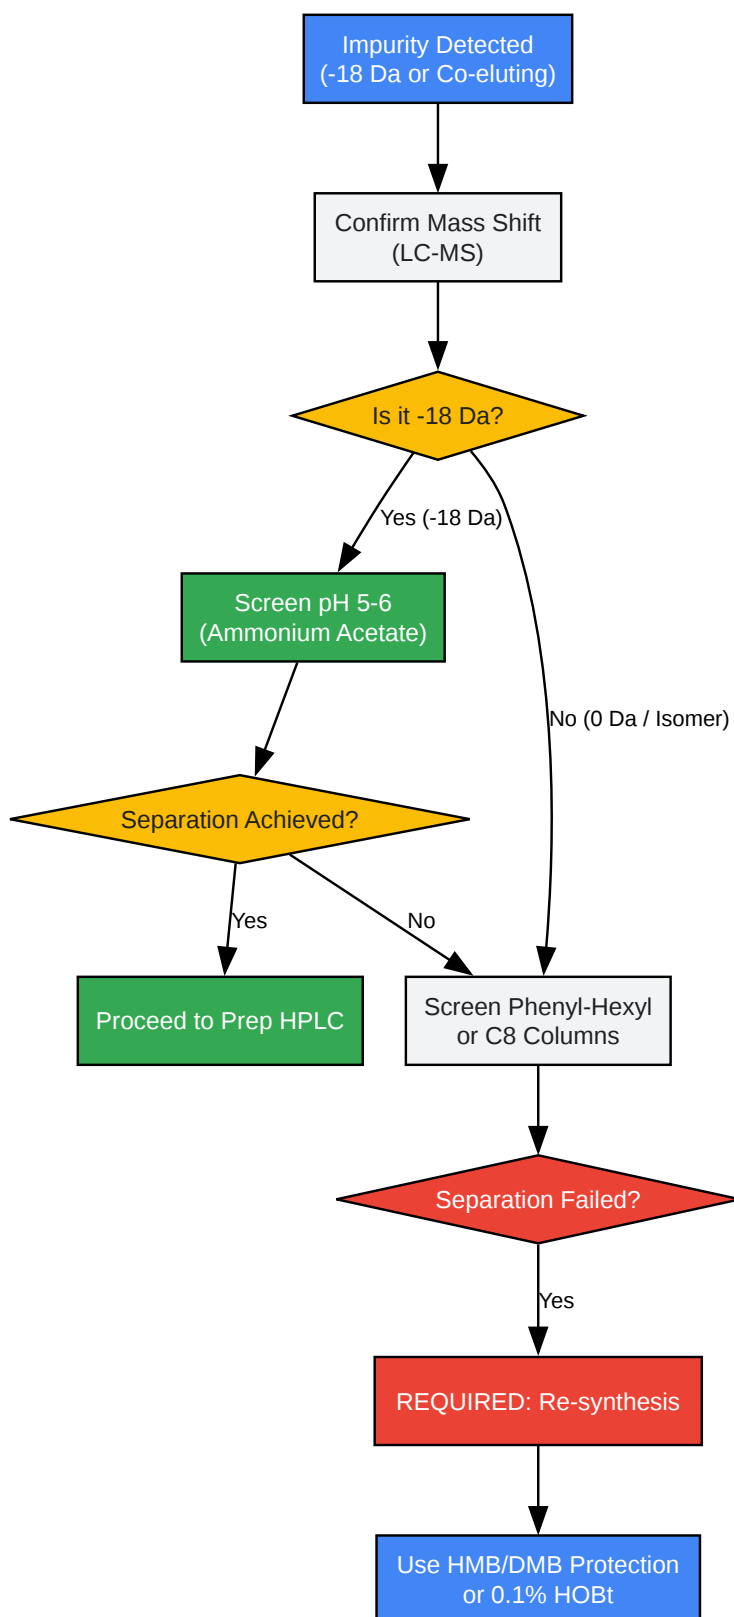 Impurity Detected
(-18 Da or Co-eluting)
Confirm Mass Shift
(LC-MS)
Is it -18 Da?
Yes (-18 Da)
Screen pH 5-6
(Ammonium Acetate)
No (0 Da / Isomer)
Separation Achieved?
Yes
No
Proceed to Prep HPLC
Screen Phenyl-Hexyl
or C8 Columns
Separation Failed?
Yes
REQUIRED: Re-synthesis
Use HMB/DMB Protection
or 0.1% HOBt